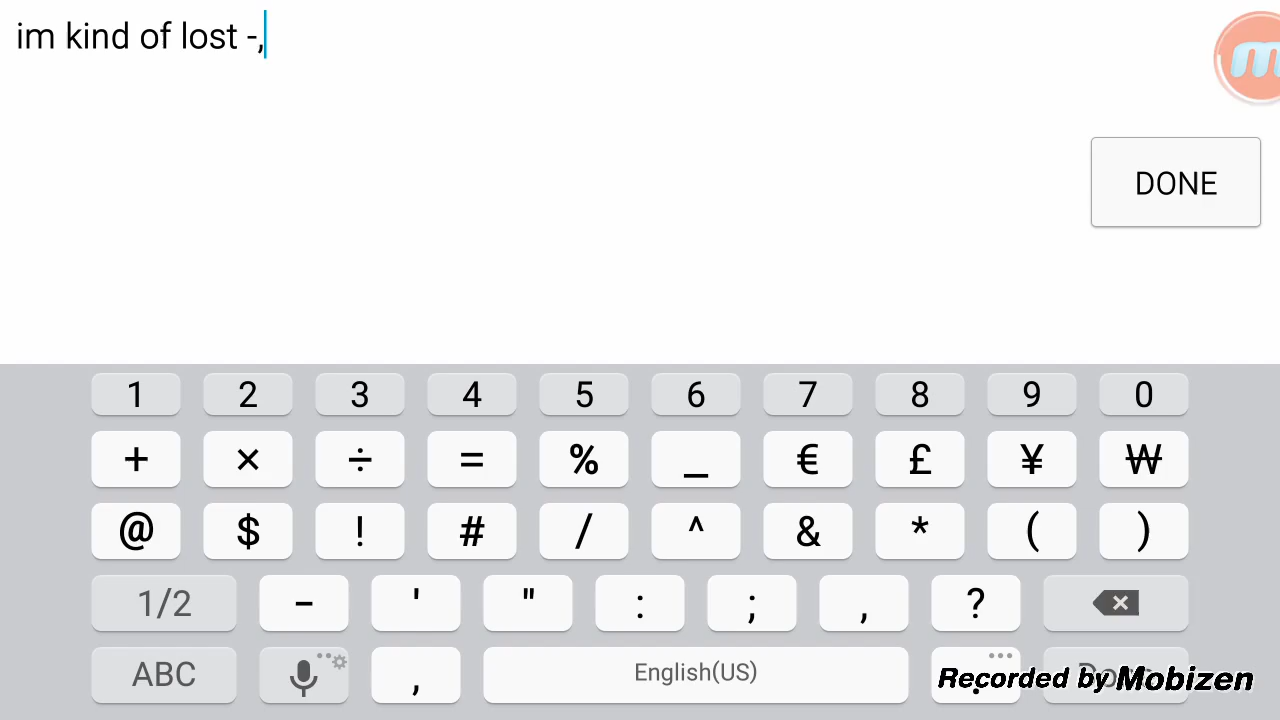 im kind of lost -,
m
DONE
1 2 3 4 5 6 7 8 9 0
+ × ÷ = % _ € £ ¥ ₩
@ $ ! # / ^ & * ( )
1/2 - ' " : ; , ?
ABC , English(US) . Done
Recorded by Mobizen